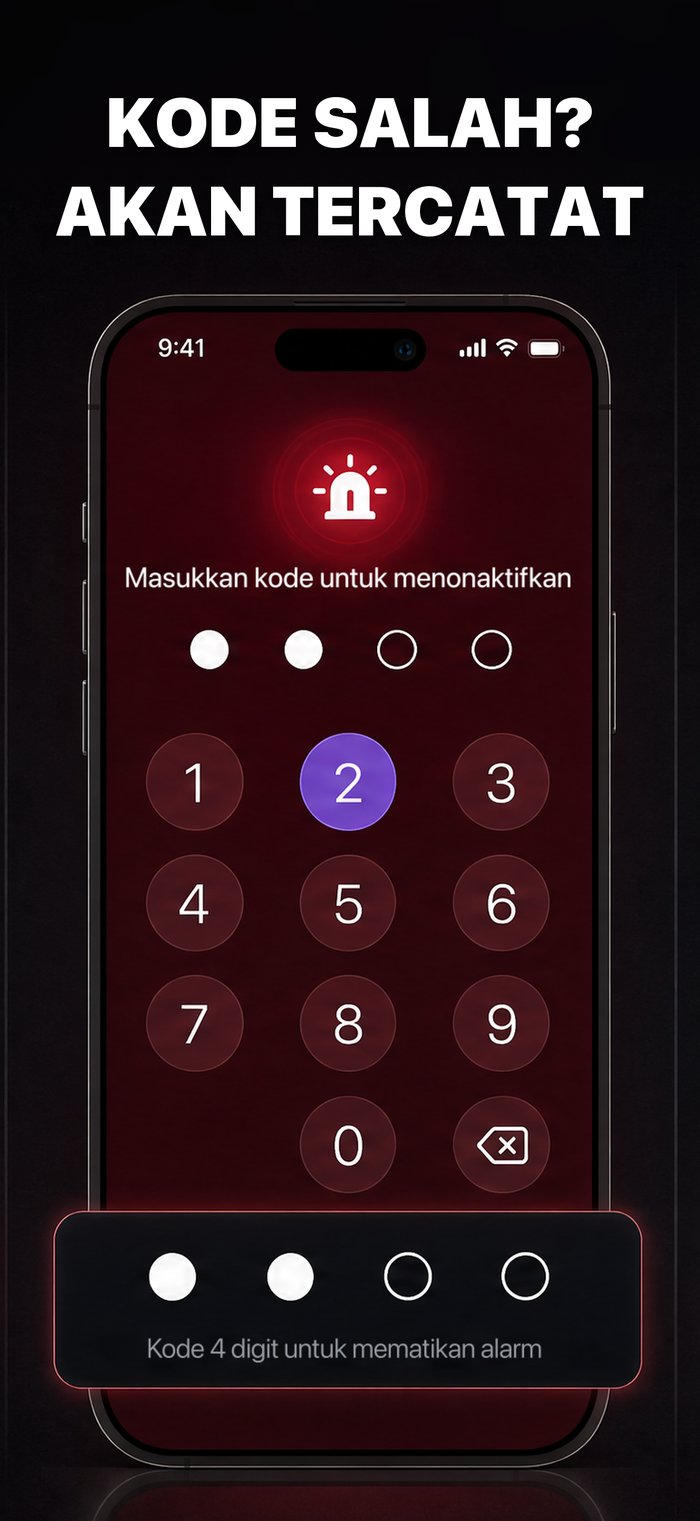 KODE SALAH?
AKAN TERCATAT
9:41
Masukkan kode untuk menonaktifkan
1 2 3
4 5 6
7 8 9
0
Kode 4 digit untuk mematikan alarm